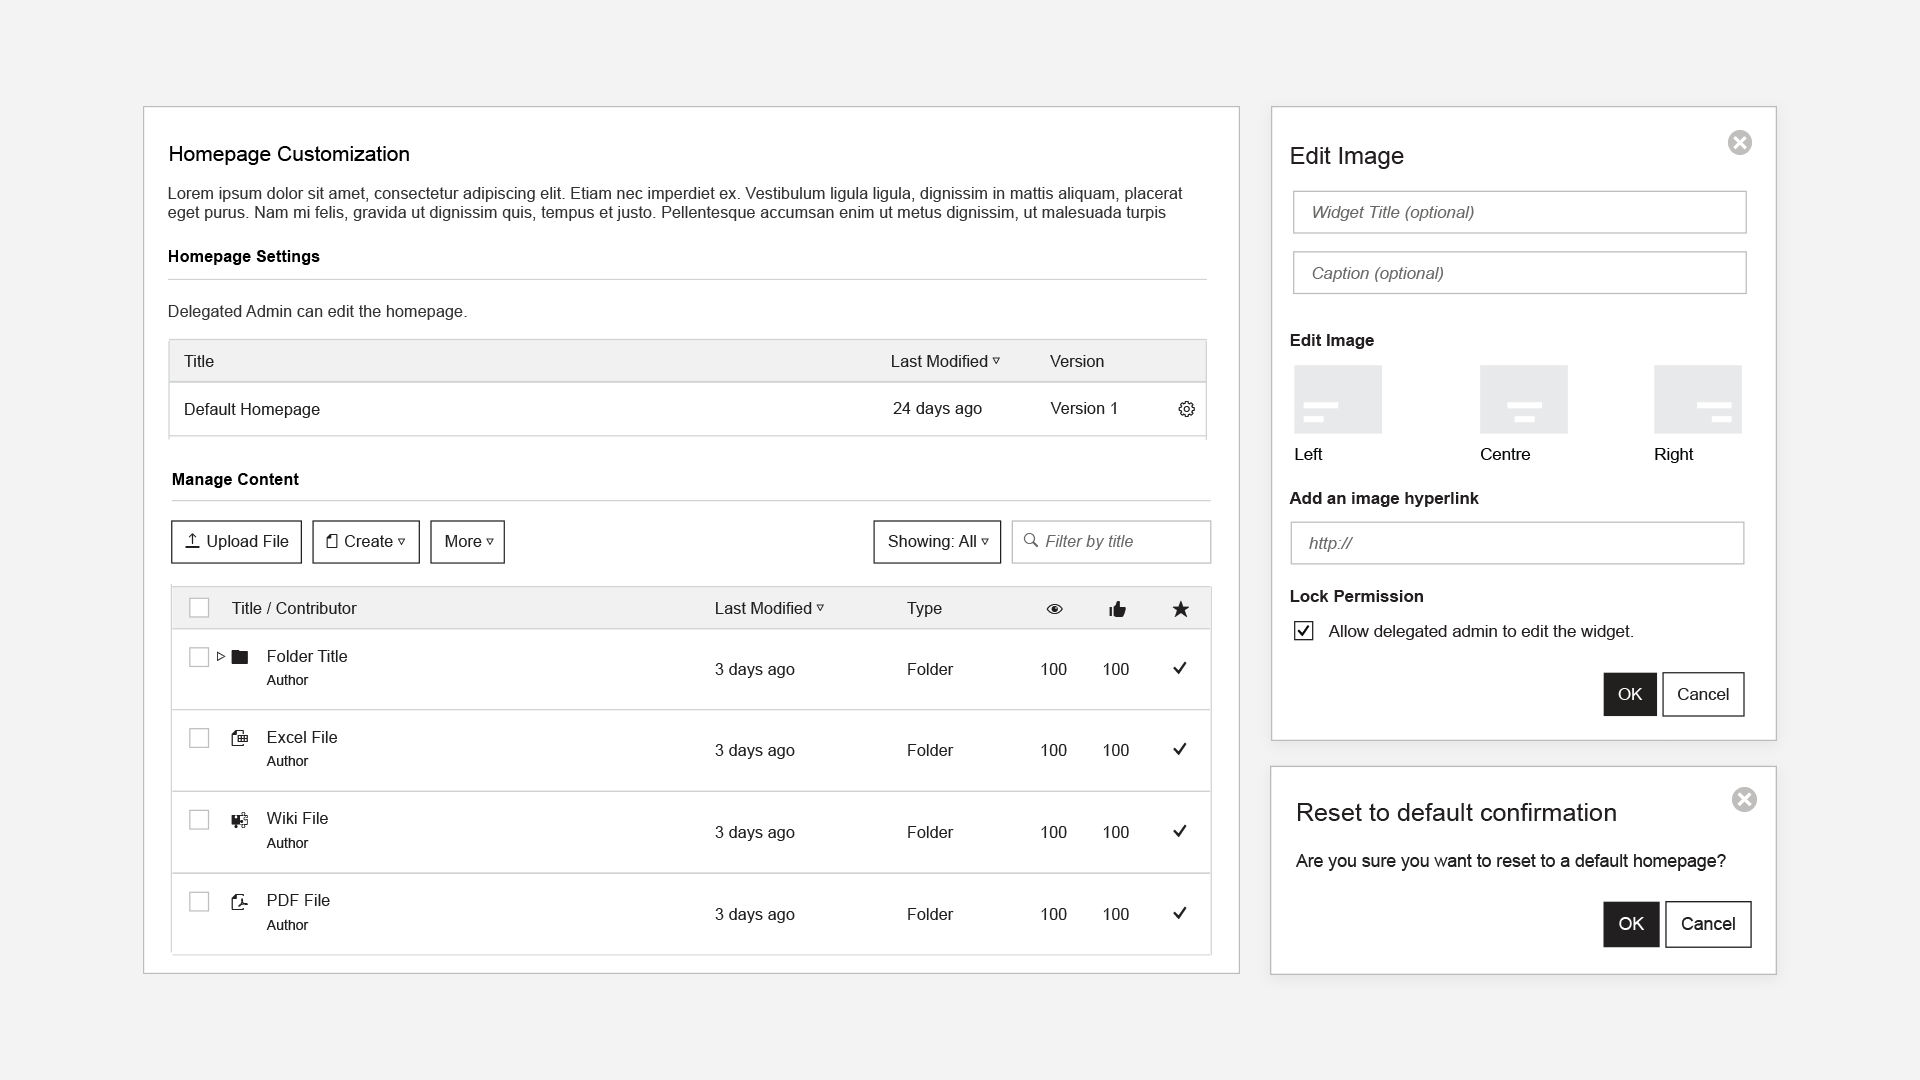 Homepage Customization
Lorem ipsum dolor sit amet, consectetur adipiscing elit. Etiam nec imperdiet ex. Vestibulum ligula ligula, dignissim in mattis aliquam, placerat
eget purus. Nam mi felis, gravida ut dignissim quis, tempus et justo. Pellentesque accumsan enim ut metus dignissim, ut malesuada turpis
Homepage Settings
Delegated Admin can edit the homepage.
Title Last Modified Version
Default Homepage 24 days ago Version 1
Manage Content
Upload File Create More Showing: All Filter by title
Title / Contributor Last Modified Type
Folder Title
Author
3 days ago Folder 100 100
Excel File
Author
3 days ago Folder 100 100
Wiki File
Author
3 days ago Folder 100 100
PDF File
Author
3 days ago Folder 100 100
Edit Image
Widget Title (optional)
Caption (optional)
Edit Image
Left Centre Right
Add an image hyperlink
http://
Lock Permission
Allow delegated admin to edit the widget.
OK Cancel
Reset to default confirmation
Are you sure you want to reset to a default homepage?
OK Cancel